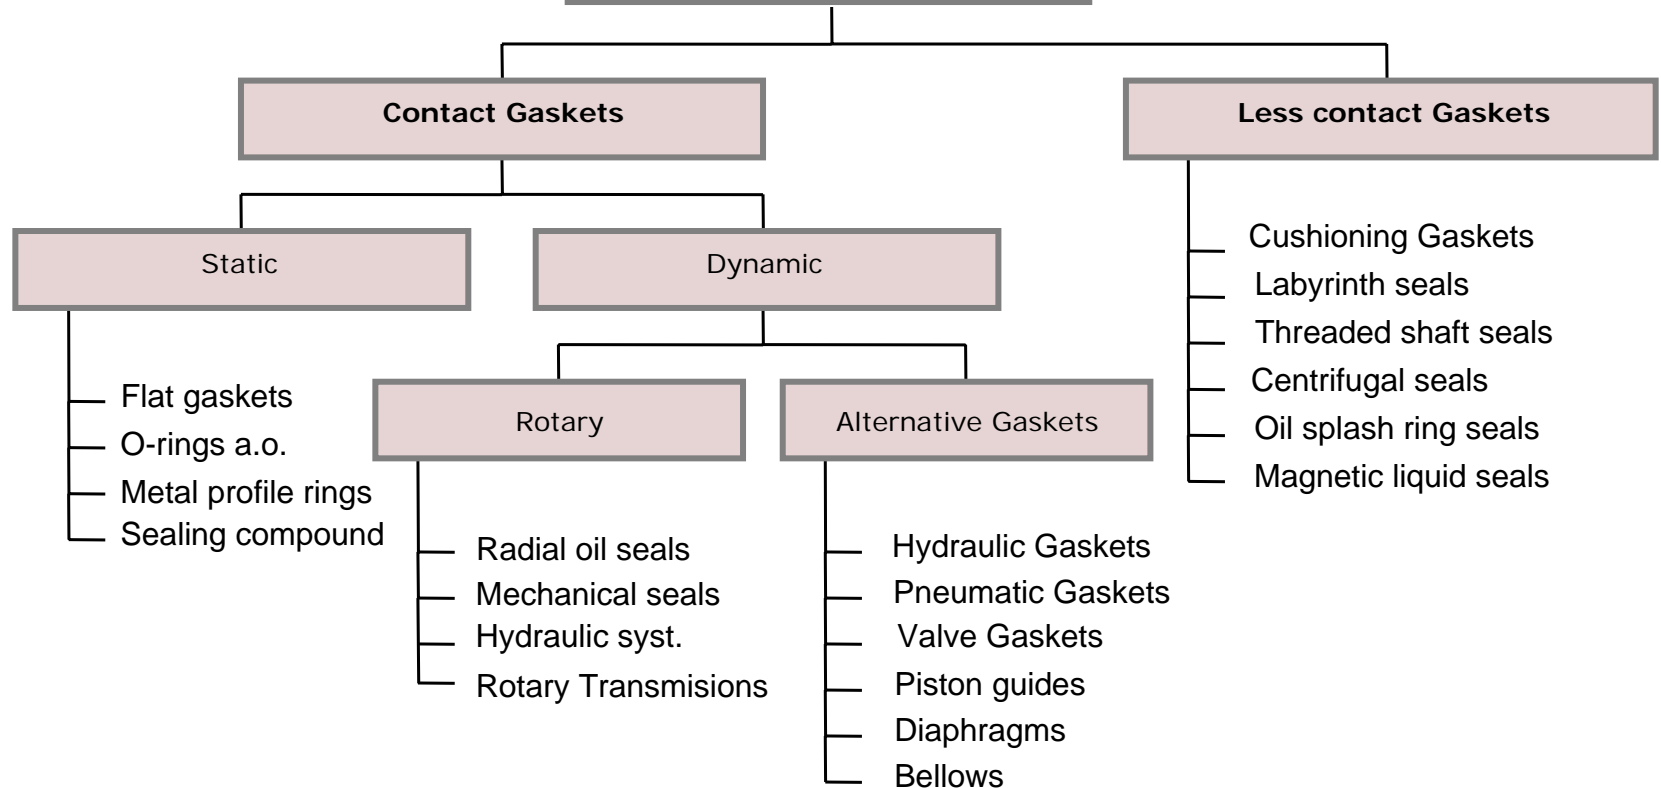 Contact Gaskets
Less contact Gaskets
Static
Dynamic
Cushioning Gaskets
Labyrinth seals
Threaded shaft seals
Centrifugal seals
Oil splash ring seals
Magnetic liquid seals
Flat gaskets
O-rings a.o.
Metal profile rings
Sealing compound
Rotary
Alternative Gaskets
Radial oil seals
Mechanical seals
Hydraulic syst.
Rotary Transmisions
Hydraulic Gaskets
Pneumatic Gaskets
Valve Gaskets
Piston guides
Diaphragms
Bellows